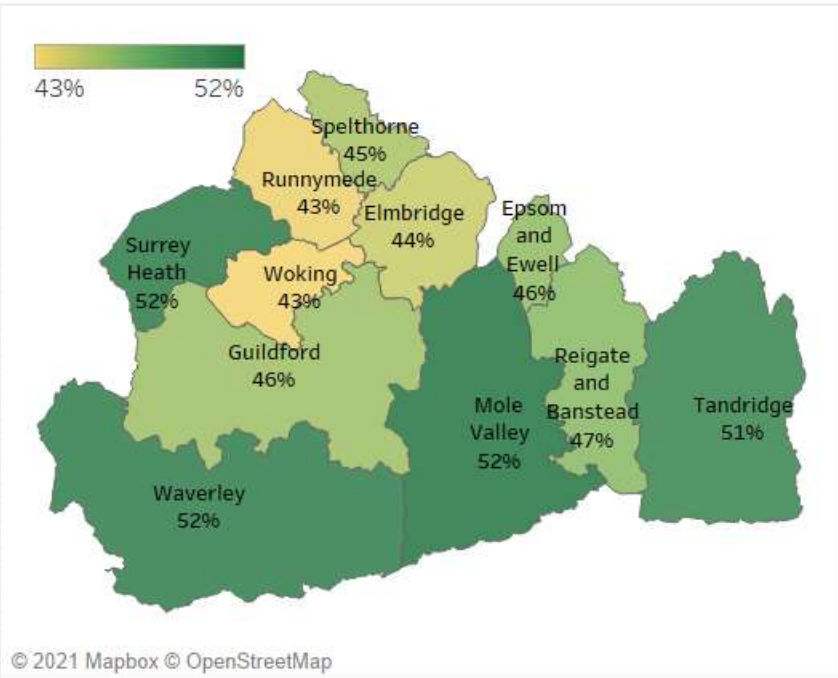 43% 52%
Spelthorne
45%
Runnymede
43%
Elmbridge
44%
Epsom
and
Ewell
46%
Surrey
Heath
52%
Woking
43%
Guildford
46%
Reigate
and
Banstead
47%
Mole
Valley
52%
Tandridge
51%
Waverley
52%
© 2021 Mapbox © OpenStreetMap